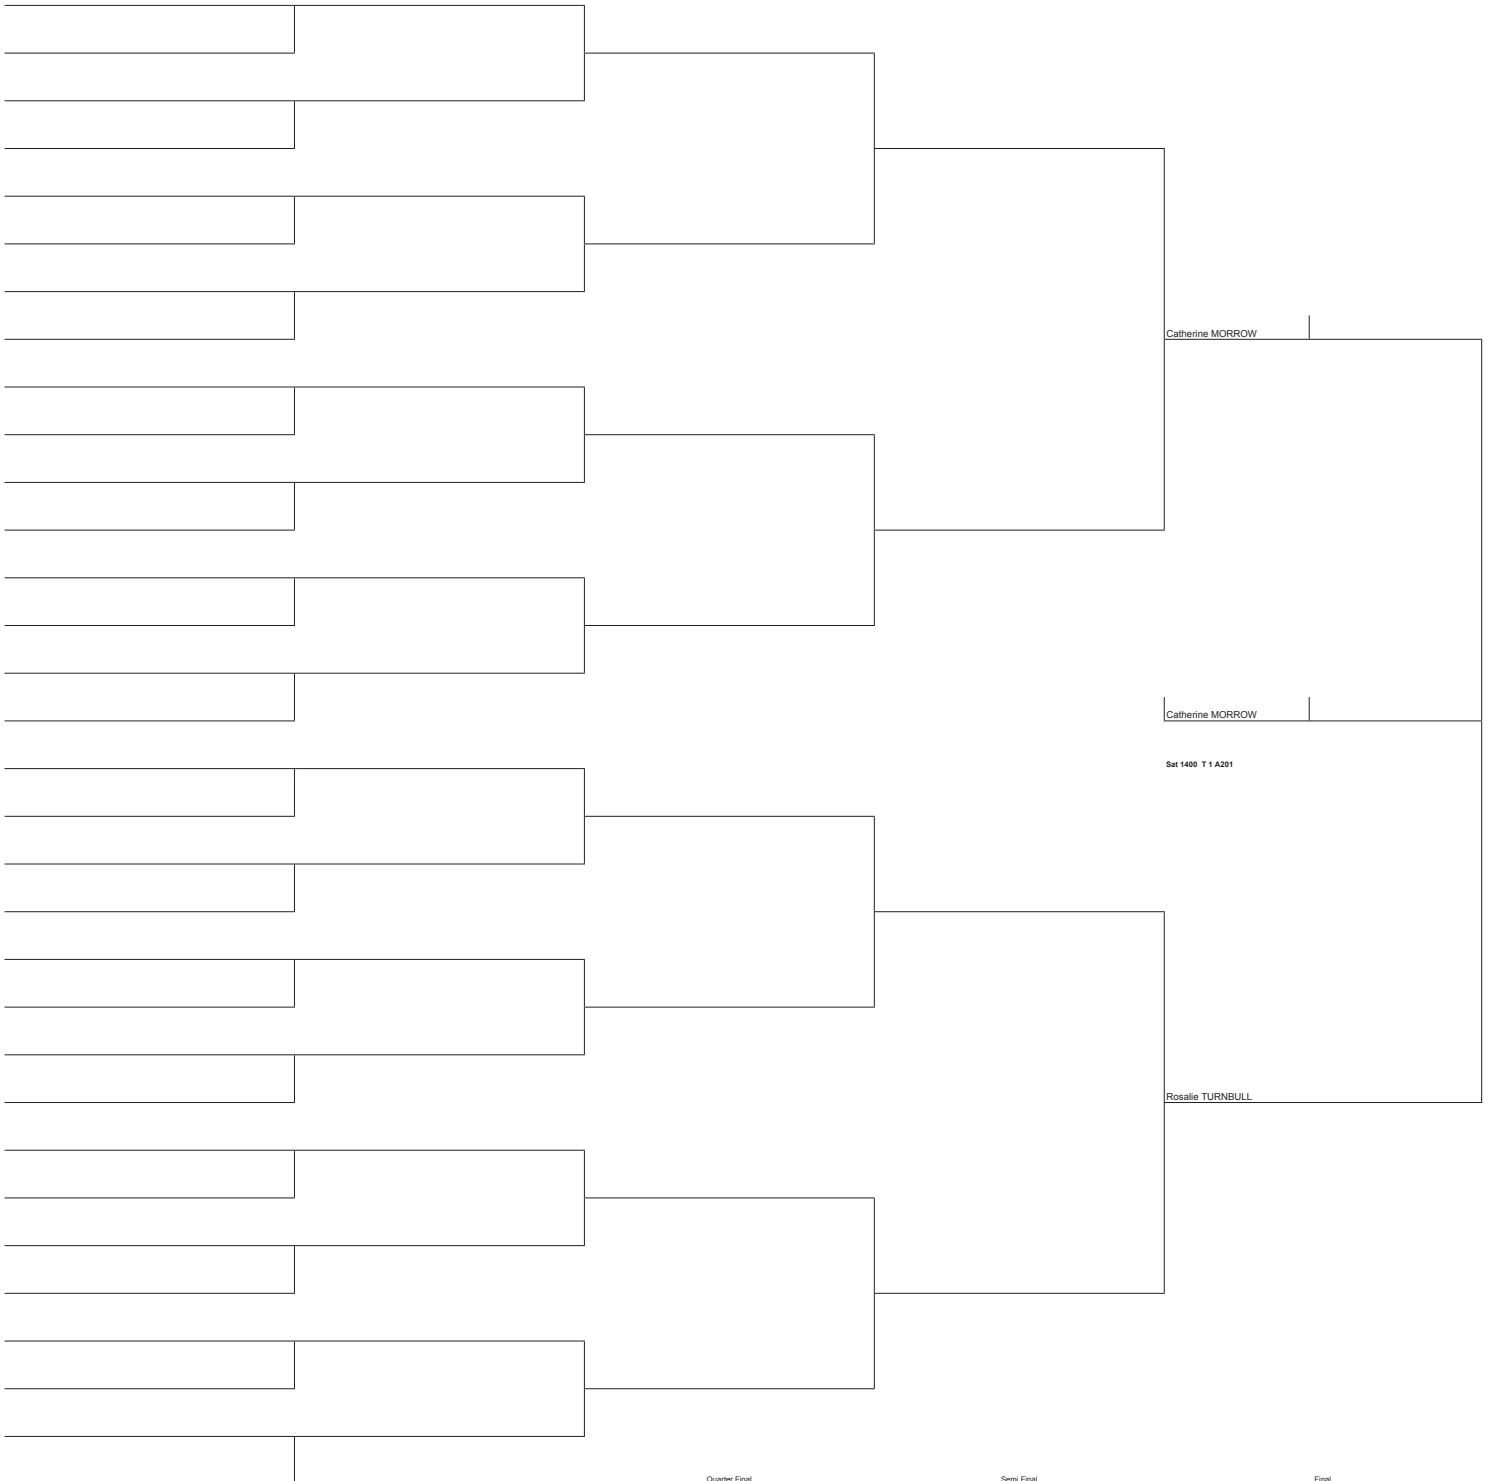 Catherine MORROW
Catherine MORROW
Sat 1400 T 1 A201
Rosalie TURNBULL
Quarter Final
Semi Final
Final